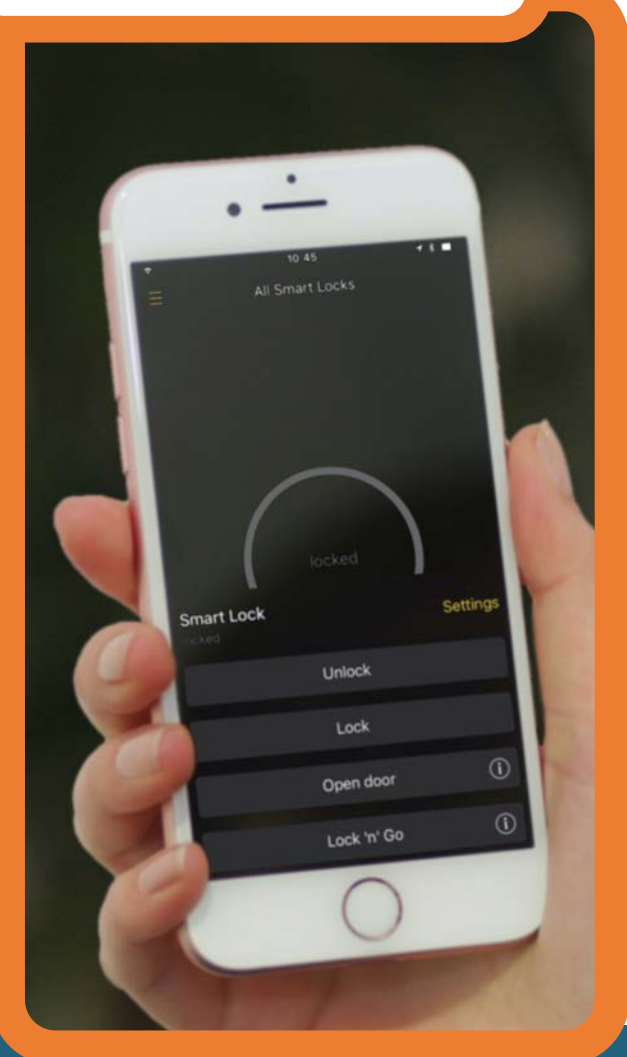 10 45
All Smart Locks
locked
Smart Lock
Settings
locked
Unlock
Lock
Open door
Lock 'n' Go